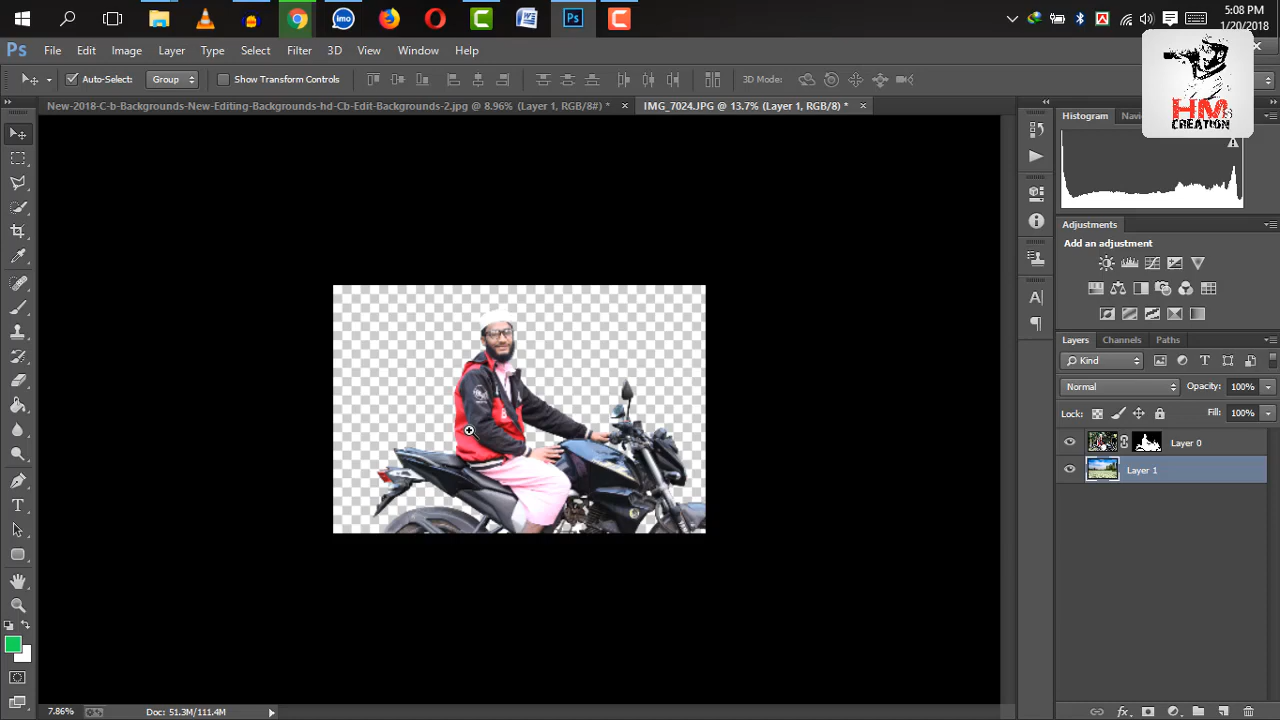 5:08 PM
1/20/2018
Ps File Edit Image Layer Type Select Filter 3D View Window Help
Auto-Select: Group Show Transform Controls 3D Mode:
HM
CREATION
New-2018-C-b-Backgrounds-New-Editing-Backgrounds-hd-Cb-Edit-Backgrounds-2.jpg @ 8.96% (Layer 1, RGB/8#) * × IMG_7024.JPG @ 13.7% (Layer 1, RGB/8) * ×
Histogram
Adjustments
Add an adjustment
Layers Channels Paths
Kind
Normal Opacity: 100%
Lock: Fill: 100%
Layer 0
Layer 1
7.86% Doc: 51.3M/111.4M